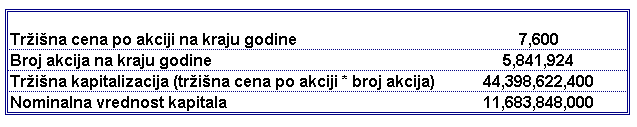 Tržišna cena po akciji na kraju godine 7,600
Broj akcija na kraju godine 5,841,924
Tržišna kapitalizacija (tržišna cena po akciji * broj akcija) 44,398,622,400
Nominalna vrednost kapitala 11,683,848,000